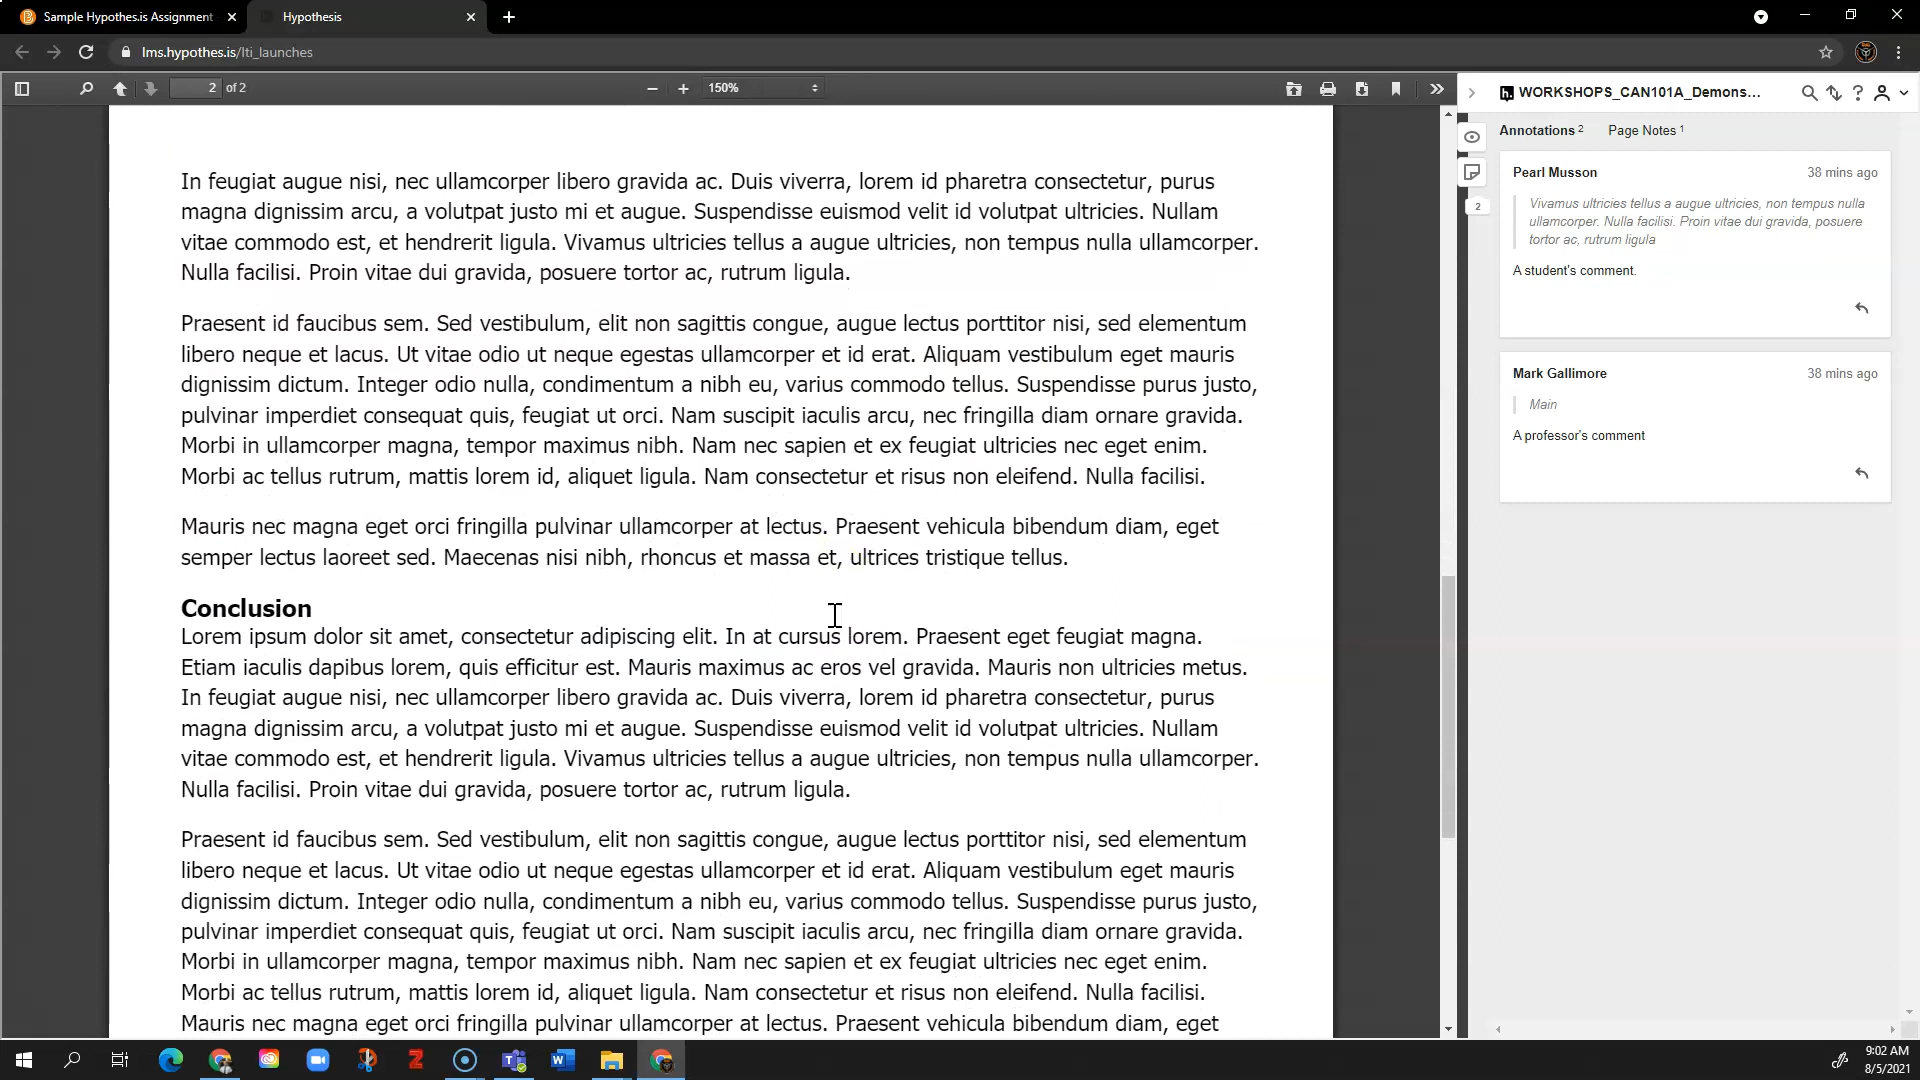 Sample Hypothes.is Assignment
Hypothesis
lms.hypothes.is/lti_launches
2 of 2
150%
WORKSHOPS_CAN101A_Demons...
Annotations 2 Page Notes 1
In feugiat augue nisi, nec ullamcorper libero gravida ac. Duis viverra, lorem id pharetra consectetur, purus
magna dignissim arcu, a volutpat justo mi et augue. Suspendisse euismod velit id volutpat ultricies. Nullam
vitae commodo est, et hendrerit ligula. Vivamus ultricies tellus a augue ultricies, non tempus nulla ullamcorper.
Nulla facilisi. Proin vitae dui gravida, posuere tortor ac, rutrum ligula.
Praesent id faucibus sem. Sed vestibulum, elit non sagittis congue, augue lectus porttitor nisi, sed elementum
libero neque et lacus. Ut vitae odio ut neque egestas ullamcorper et id erat. Aliquam vestibulum eget mauris
dignissim dictum. Integer odio nulla, condimentum a nibh eu, varius commodo tellus. Suspendisse purus justo,
pulvinar imperdiet consequat quis, feugiat ut orci. Nam suscipit iaculis arcu, nec fringilla diam ornare gravida.
Morbi in ullamcorper magna, tempor maximus nibh. Nam nec sapien et ex feugiat ultricies nec eget enim.
Morbi ac tellus rutrum, mattis lorem id, aliquet ligula. Nam consectetur et risus non eleifend. Nulla facilisi.
Mauris nec magna eget orci fringilla pulvinar ullamcorper at lectus. Praesent vehicula bibendum diam, eget
semper lectus laoreet sed. Maecenas nisi nibh, rhoncus et massa et, ultrices tristique tellus.
Conclusion
Lorem ipsum dolor sit amet, consectetur adipiscing elit. In at cursus lorem. Praesent eget feugiat magna.
Etiam iaculis dapibus lorem, quis efficitur est. Mauris maximus ac eros vel gravida. Mauris non ultricies metus.
In feugiat augue nisi, nec ullamcorper libero gravida ac. Duis viverra, lorem id pharetra consectetur, purus
magna dignissim arcu, a volutpat justo mi et augue. Suspendisse euismod velit id volutpat ultricies. Nullam
vitae commodo est, et hendrerit ligula. Vivamus ultricies tellus a augue ultricies, non tempus nulla ullamcorper.
Nulla facilisi. Proin vitae dui gravida, posuere tortor ac, rutrum ligula.
Praesent id faucibus sem. Sed vestibulum, elit non sagittis congue, augue lectus porttitor nisi, sed elementum
libero neque et lacus. Ut vitae odio ut neque egestas ullamcorper et id erat. Aliquam vestibulum eget mauris
dignissim dictum. Integer odio nulla, condimentum a nibh eu, varius commodo tellus. Suspendisse purus justo,
pulvinar imperdiet consequat quis, feugiat ut orci. Nam suscipit iaculis arcu, nec fringilla diam ornare gravida.
Morbi in ullamcorper magna, tempor maximus nibh. Nam nec sapien et ex feugiat ultricies nec eget enim.
Morbi ac tellus rutrum, mattis lorem id, aliquet ligula. Nam consectetur et risus non eleifend. Nulla facilisi.
Mauris nec magna eget orci fringilla pulvinar ullamcorper at lectus. Praesent vehicula bibendum diam, eget
2
Pearl Musson 38 mins ago
Vivamus ultricies tellus a augue ultricies, non tempus nulla
ullamcorper. Nulla facilisi. Proin vitae dui gravida, posuere
tortor ac, rutrum ligula
A student's comment.
Mark Gallimore 38 mins ago
Main
A professor's comment
9:02 AM
8/5/2021